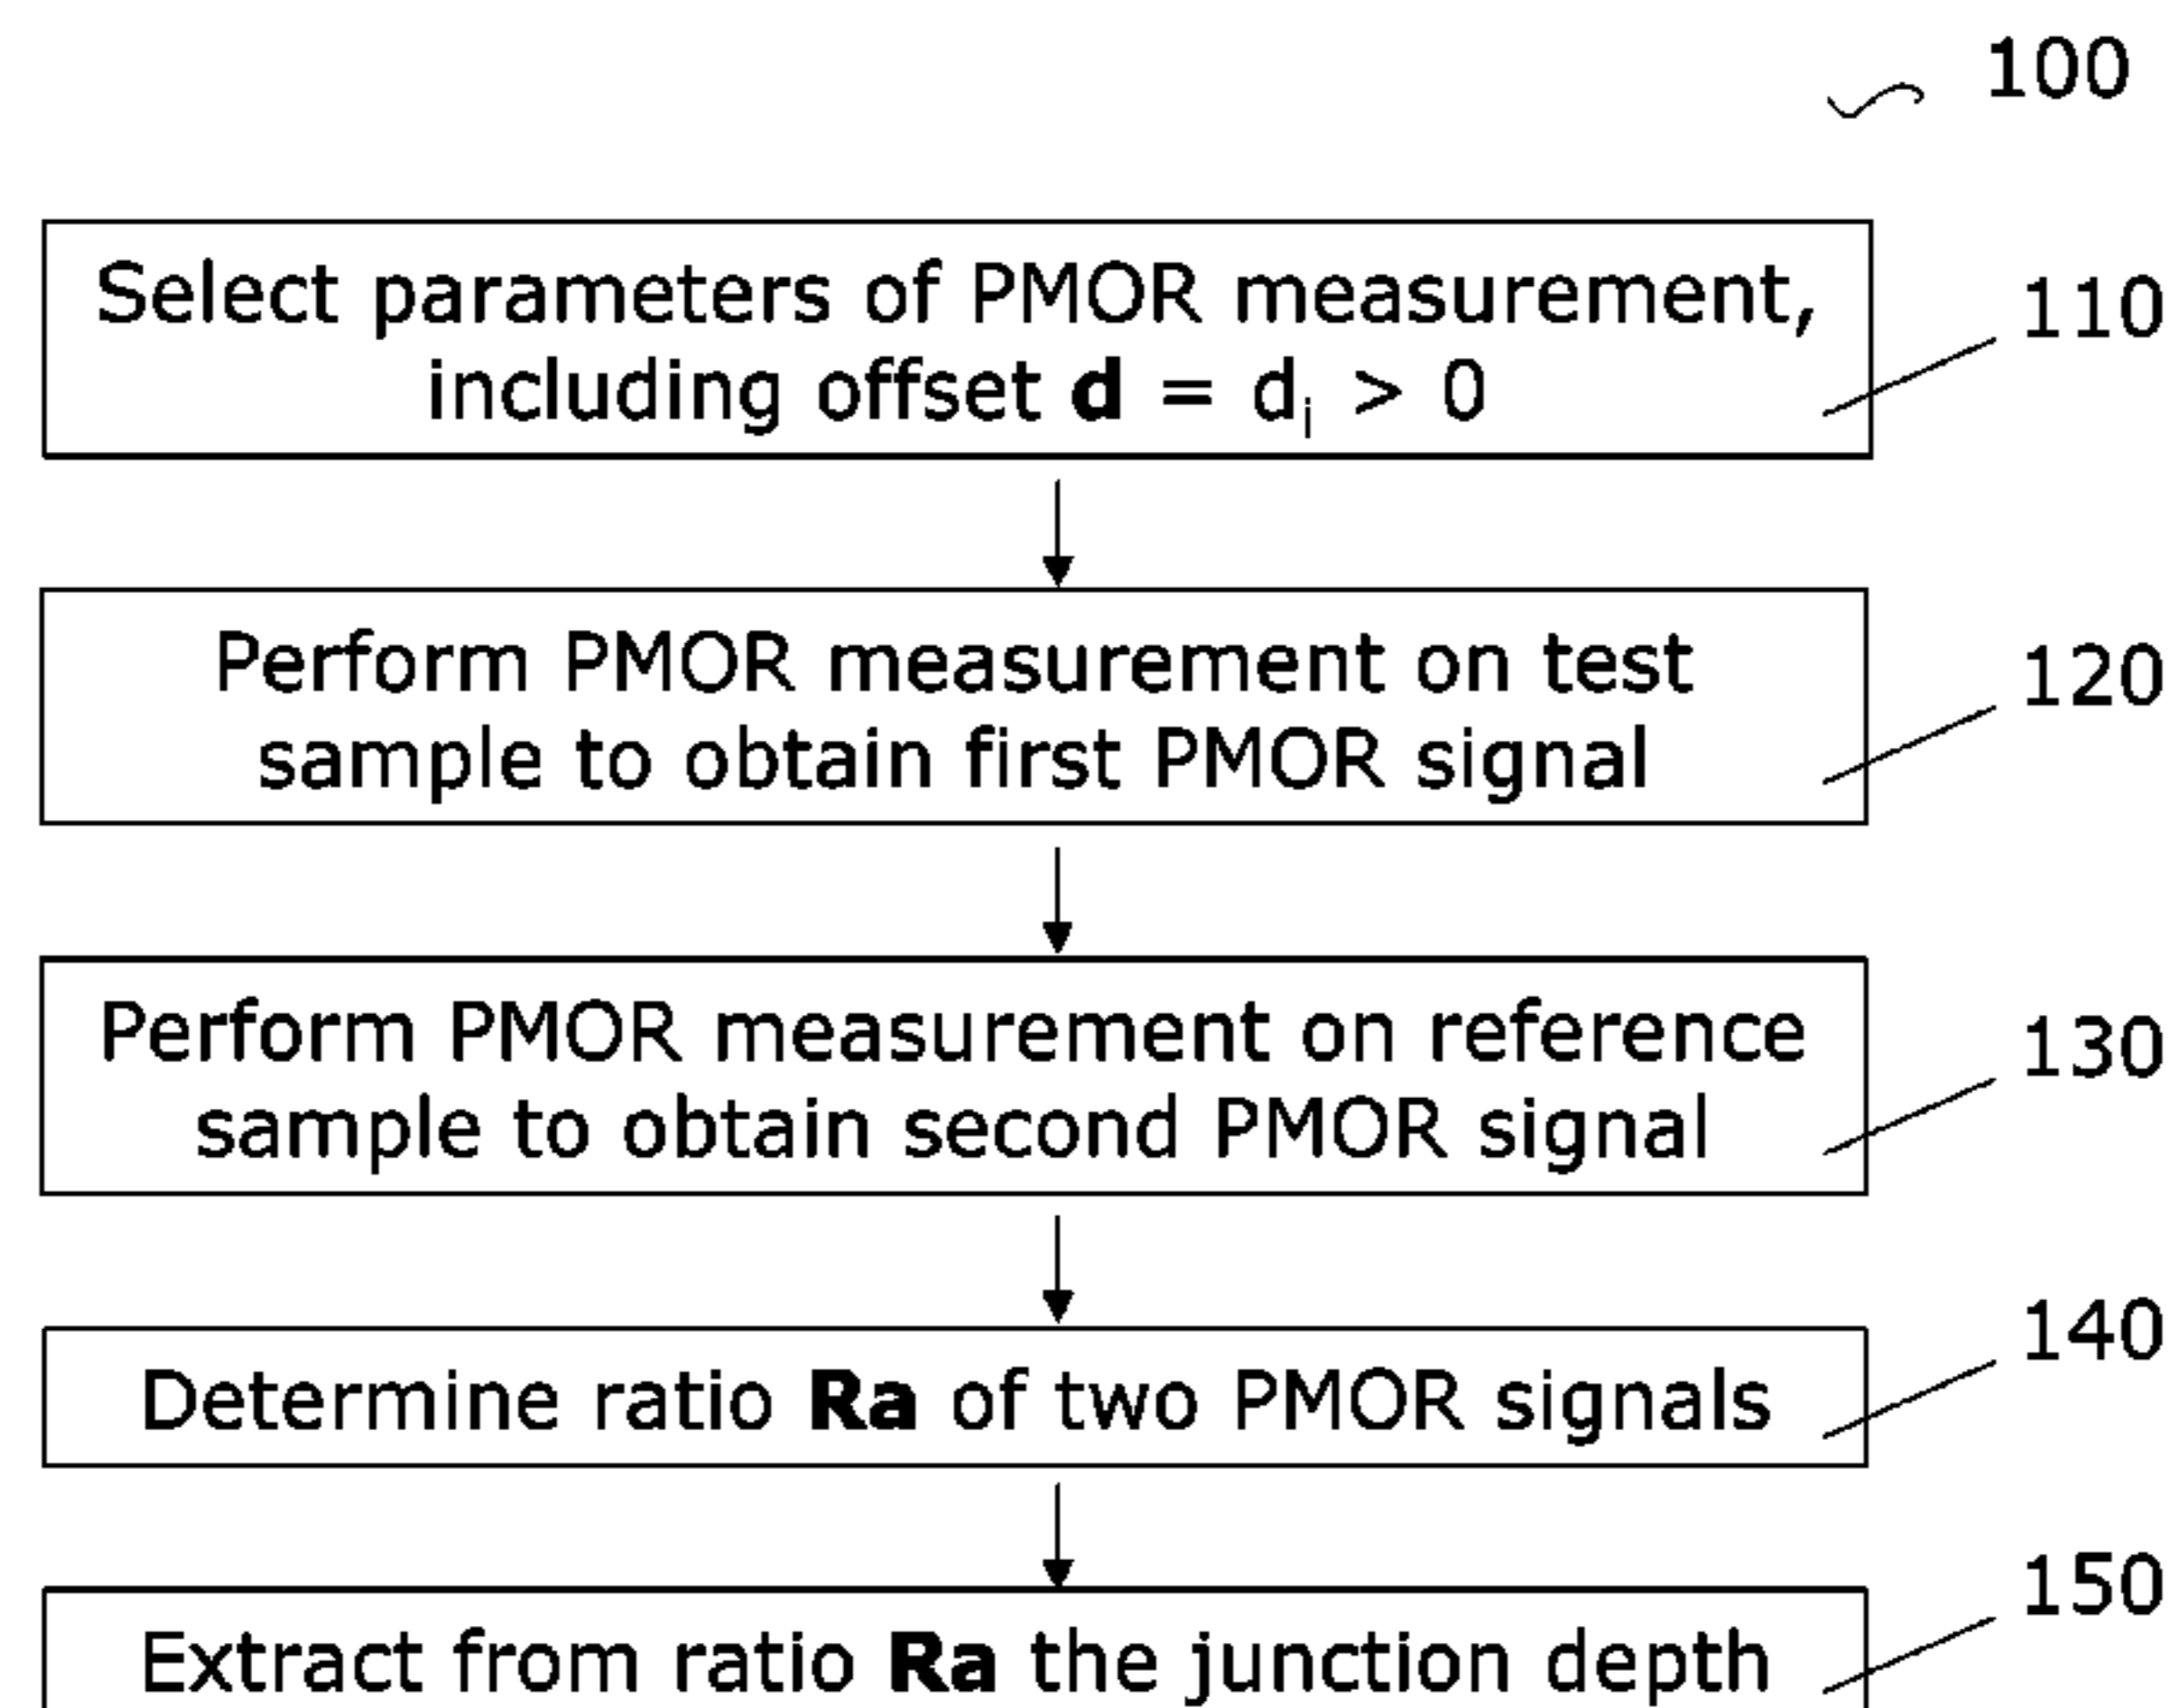 100
Select parameters of PMOR measurement,
including offset d = di > 0
110
Perform PMOR measurement on test
sample to obtain first PMOR signal
120
Perform PMOR measurement on reference
sample to obtain second PMOR signal
130
Determine ratio Ra of two PMOR signals
140
Extract from ratio Ra the junction depth
150